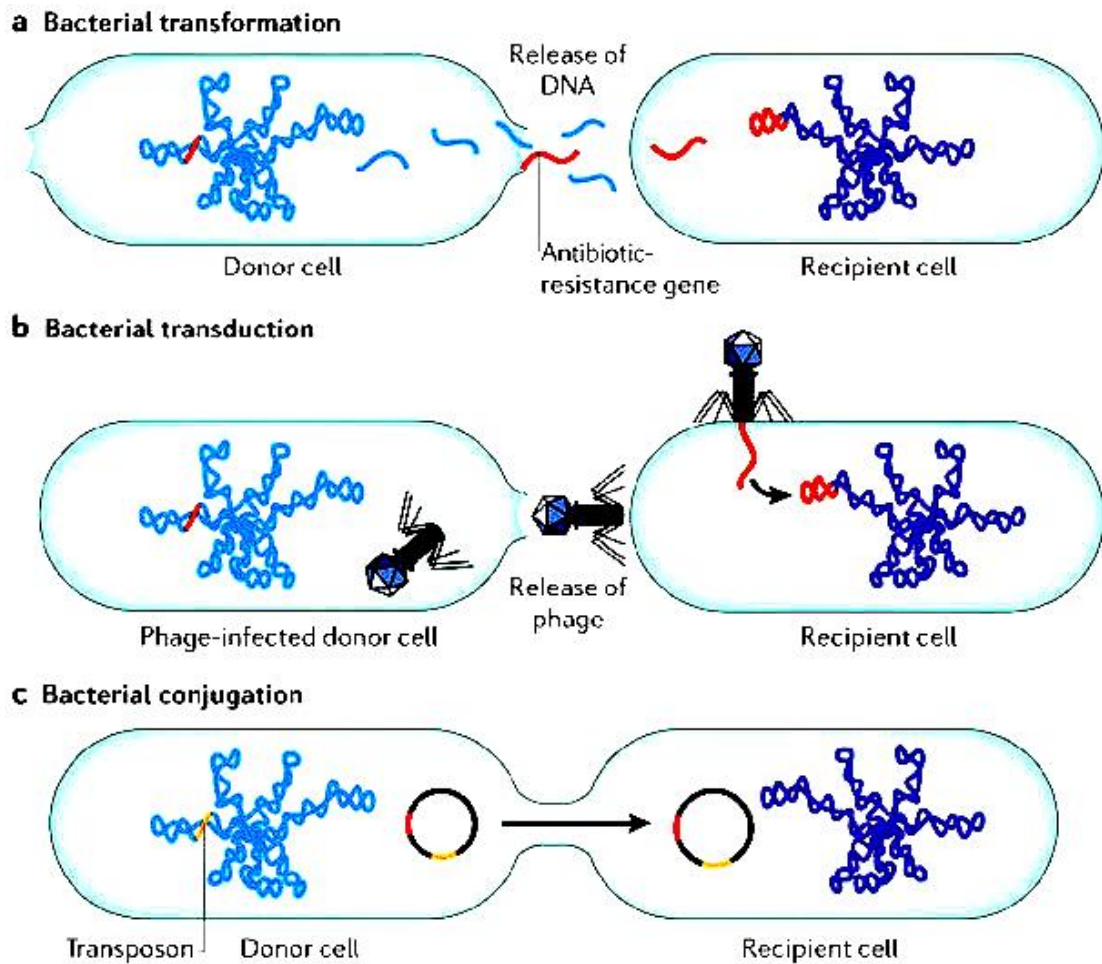 a Bacterial transformation
Release of
DNA
Donor cell
Antibiotic-
resistance gene
Recipient cell
b Bacterial transduction
Phage-infected donor cell
Release of
phage
Recipient cell
c Bacterial conjugation
Transposon
Donor cell
Recipient cell